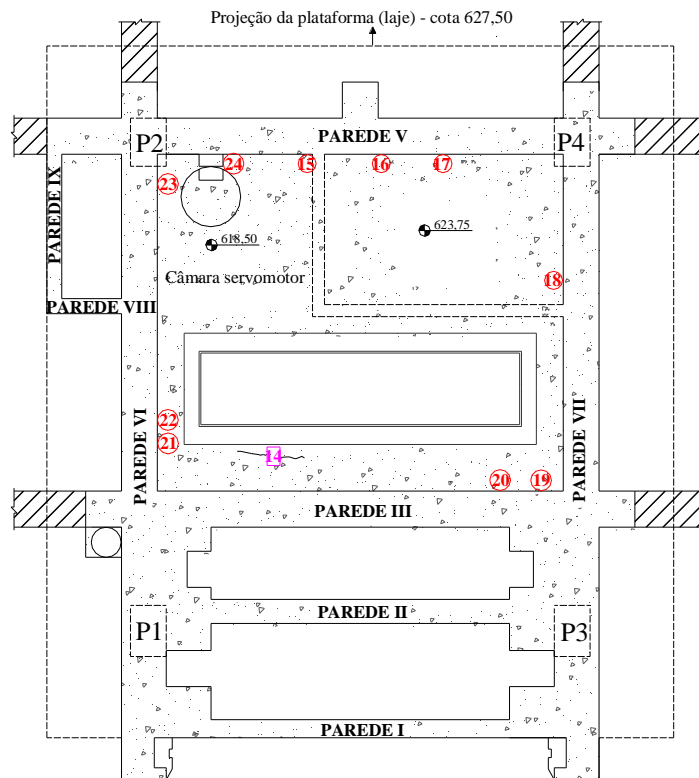 Projeção da plataforma (laje) - cota 627,50
P2
PAREDE V
P4
24
15
16
17
23
PAREDE IX
618,50
623,75
Câmara servomotor
18
PAREDE VIII
22
21
14
PAREDE VI
PAREDE VII
20
19
PAREDE III
PAREDE II
P1
P3
PAREDE I